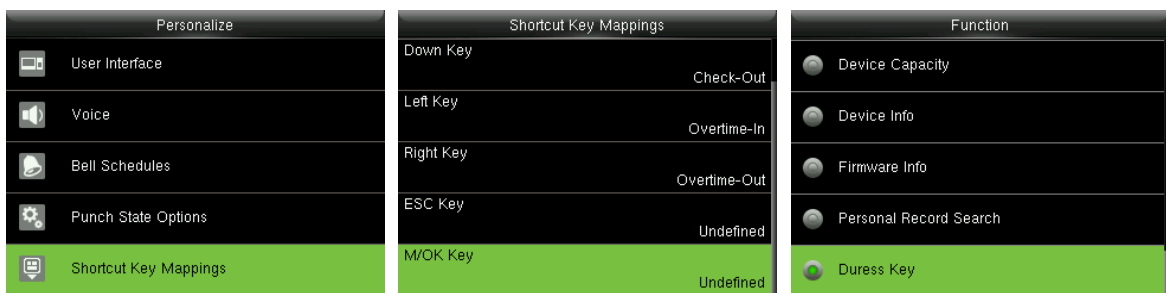 Personalize
User Interface
Voice
Bell Schedules
Punch State Options
Shortcut Key Mappings
Shortcut Key Mappings
Down Key
Check-Out
Left Key
Overtime-In
Right Key
Overtime-Out
ESC Key
Undefined
M/OK Key
Undefined
Function
Device Capacity
Device Info
Firmware Info
Personal Record Search
Duress Key